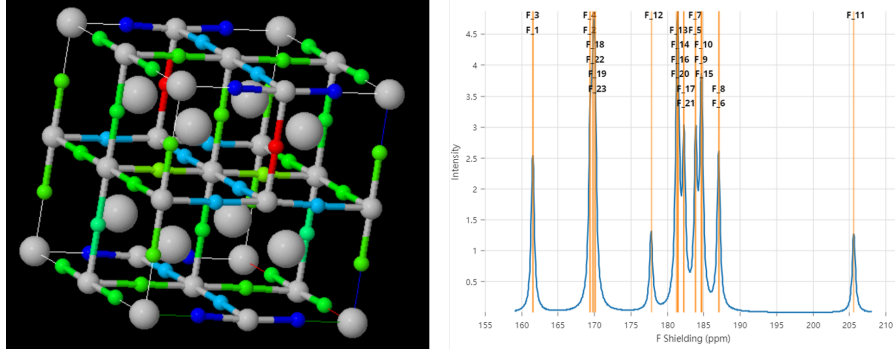 F_3 F_4 F_12 F_7 F_11
F_1 F_2 F_13 F_5
F_18 F_14 F_10
F_22 F_16 F_9
F_19 F_20 F_15
F_23 F_17 F_8
F_21 F_6
4.5
4
3.5
3
2.5
2
1.5
1
0.5
Intensity
155 160 165 170 175 180 185 190 195 200 205 210
F Shielding (ppm)